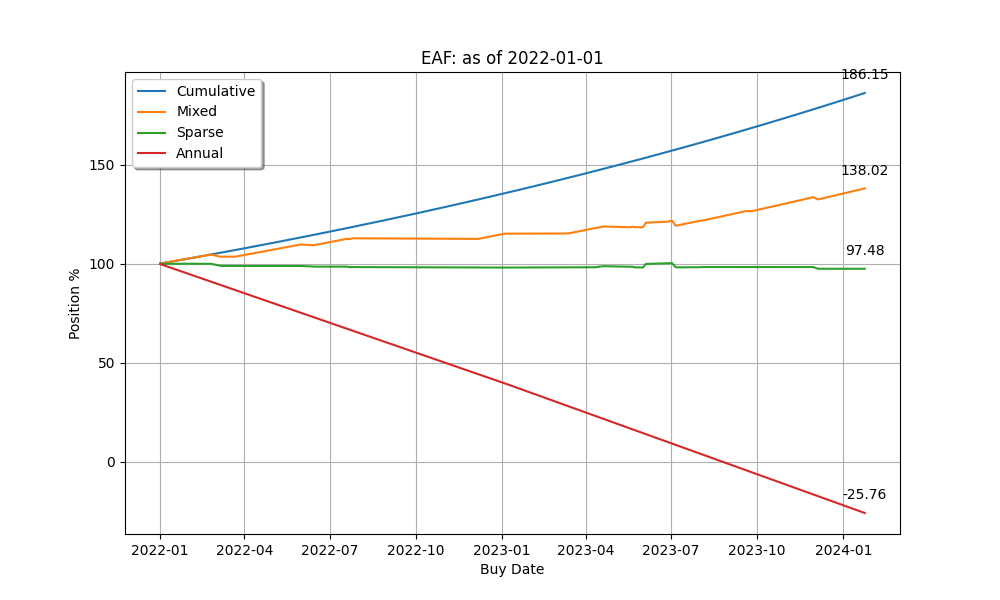 EAF: as of 2022-01-01
Cumulative
Mixed
Sparse
Annual
186.15
138.02
97.48
-25.76
150
100
50
0
Position %
2022-01 2022-04 2022-07 2022-10 2023-01 2023-04 2023-07 2023-10 2024-01
Buy Date